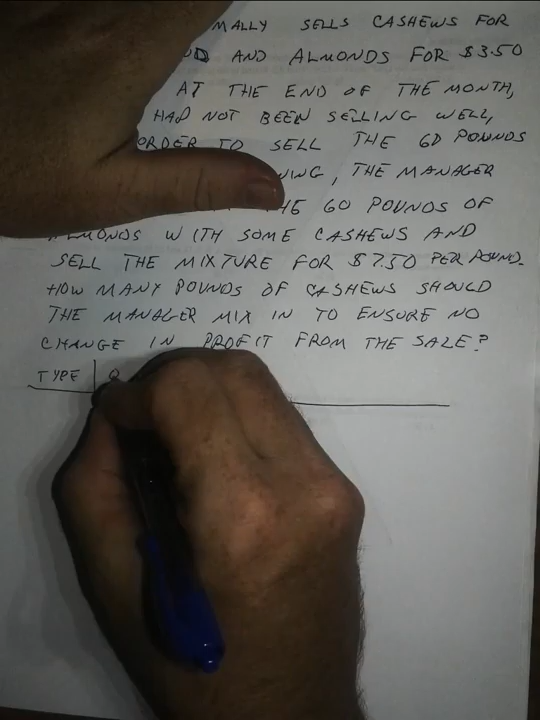 SELLS CASHEWS FOR
AND ALMONDS FOR $3.50
AT THE END OF THE MONTH,
HAD NOT BEEN SELLING WELL,
ORDER TO SELL THE 60 POUNDS
, THE MANAGER
60 POUNDS OF
WITH SOME CASHEWS AND
SELL THE MIXTURE FOR $7.50 PER POUND.
HOW MANY POUNDS OF CASHEWS SHOULD
THE MANAGER MIX IN TO ENSURE NO
CHANGE IN PROFIT FROM THE SALE?
TYPE